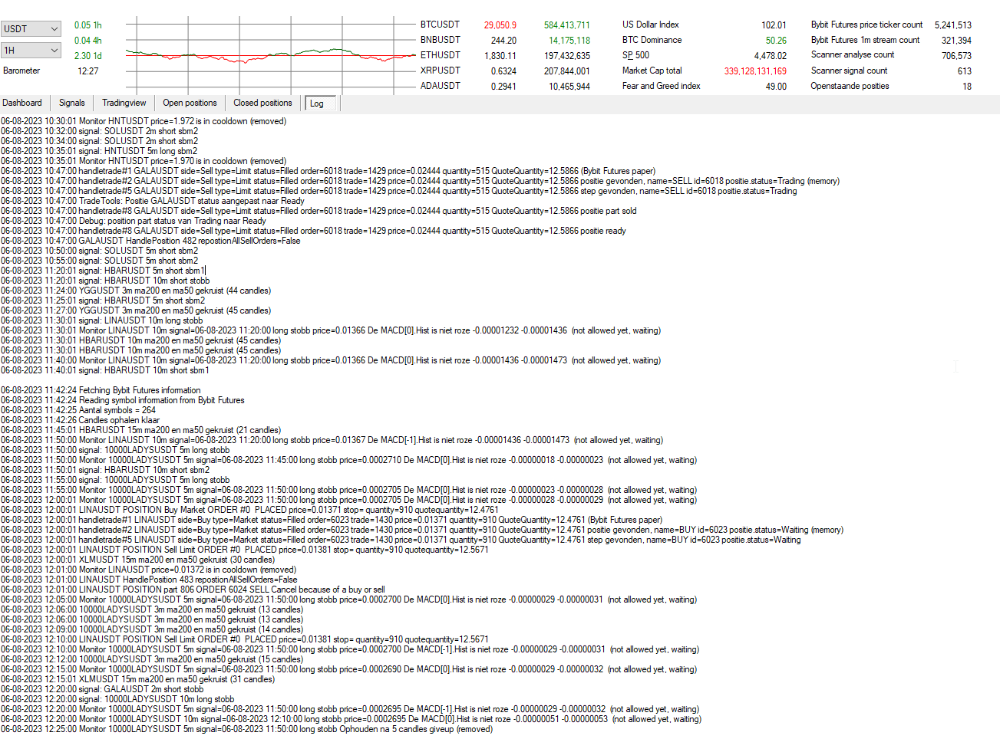 USDT 0.05 1h BTCUSDT 29,050.9 584,413,711 US Dollar Index 102.01 Bybit Futures price ticker count 5,241,513
0.04 4h BNBUSDT 244.20 14,175,118 BTC Dominance 50.26 Bybit Futures 1m stream count 321,394
1H 2.30 1d ETHUSDT 1,830.11 197,432,635 SP 500 4,478.02 Scanner analyse count 706,573
Barometer 12:27 XRPUSDT 0.6324 207,844,001 Market Cap total 339,128,131,169 Scanner signal count 613
ADAUSDT 0.2941 10,465,944 Fear and Greed index 49.00 Openstaande posities 18
Dashboard Signals Tradingview Open positions Closed positions Log
06-08-2023 10:30:01 Monitor HNTUSDT price=1.972 is in cooldown (removed)
06-08-2023 10:32:00 signal: SOLUSDT 2m short sbm2
06-08-2023 10:34:00 signal: SOLUSDT 2m short sbm2
06-08-2023 10:35:01 signal: HNTUSDT 5m long sbm2
06-08-2023 10:35:01 Monitor HNTUSDT price=1.970 is in cooldown (removed)
06-08-2023 10:47:00 handletrade#1 GALAUSDT side=Sell type=Limit status=Filled order=6018 trade=1429 price=0.02444 quantity=515 QuoteQuantity=12.5866 (Bybit Futures paper)
06-08-2023 10:47:00 handletrade#2 GALAUSDT side=Sell type=Limit status=Filled order=6018 trade=1429 price=0.02444 quantity=515 QuoteQuantity=12.5866 positie gevonden, name=SELL id=6018 positie.status=Trading (memory)
06-08-2023 10:47:00 handletrade#5 GALAUSDT side=Sell type=Limit status=Filled order=6018 trade=1429 price=0.02444 quantity=515 QuoteQuantity=12.5866 step gevonden, name=SELL id=6018 positie.status=Trading
06-08-2023 10:47:00 TradeTools: Positie GALAUSDT status aangepast naar Ready
06-08-2023 10:47:00 handletrade#8 GALAUSDT side=Sell type=Limit status=Filled order=6018 trade=1429 price=0.02444 quantity=515 QuoteQuantity=12.5866 positie part sold
06-08-2023 10:47:00 Debug: position part status van Trading naar Ready
06-08-2023 10:47:00 handletrade#8 GALAUSDT side=Sell type=Limit status=Filled order=6018 trade=1429 price=0.02444 quantity=515 QuoteQuantity=12.5866 positie ready
06-08-2023 10:47:00 GALAUSDT HandlePosition 482 repostionAllSellOrders=False
06-08-2023 10:50:00 signal: SOLUSDT 5m short sbm2
06-08-2023 10:55:00 signal: SOLUSDT 5m short sbm2
06-08-2023 11:20:01 signal: HBARUSDT 5m short sbm1
06-08-2023 11:20:01 signal: HBARUSDT 10m short stobb
06-08-2023 11:24:00 YGGUSDT 3m ma200 en ma50 gekruist (44 candles)
06-08-2023 11:25:01 signal: HBARUSDT 5m short sbm2
06-08-2023 11:27:00 YGGUSDT 3m ma200 en ma50 gekruist (45 candles)
06-08-2023 11:30:01 signal: LINAUSDT 10m long stobb
06-08-2023 11:30:01 Monitor LINAUSDT 10m signal=06-08-2023 11:20:00 long stobb price=0.01366 De MACD[0].Hist is niet roze -0.00001232 -0.00001436 (not allowed yet, waiting)
06-08-2023 11:30:01 HBARUSDT 10m ma200 en ma50 gekruist (45 candles)
06-08-2023 11:30:01 HBARUSDT 10m ma200 en ma50 gekruist (45 candles)
06-08-2023 11:40:00 Monitor LINAUSDT 10m signal=06-08-2023 11:20:00 long stobb price=0.01366 De MACD[0].Hist is niet roze -0.00001436 -0.00001473 (not allowed yet, waiting)
06-08-2023 11:40:01 signal: HBARUSDT 10m short sbm1
06-08-2023 11:42:24 Fetching Bybit Futures information
06-08-2023 11:42:24 Reading symbol information from Bybit Futures
06-08-2023 11:42:25 Aantal symbols = 264
06-08-2023 11:42:26 Candles ophalen klaar
06-08-2023 11:45:01 HBARUSDT 15m ma200 en ma50 gekruist (21 candles)
06-08-2023 11:50:00 Monitor LINAUSDT 10m signal=06-08-2023 11:20:00 long stobb price=0.01367 De MACD[-1].Hist is niet roze -0.00001436 -0.00001473 (not allowed yet, waiting)
06-08-2023 11:50:00 signal: 10000LADYSUSDT 5m long stobb
06-08-2023 11:50:00 Monitor 10000LADYSUSDT 5m signal=06-08-2023 11:45:00 long stobb price=0.0002710 De MACD[0].Hist is niet roze -0.00000018 -0.00000023 (not allowed yet, waiting)
06-08-2023 11:50:01 signal: HBARUSDT 10m short sbm2
06-08-2023 11:55:00 signal: 10000LADYSUSDT 5m long stobb
06-08-2023 11:55:00 Monitor 10000LADYSUSDT 5m signal=06-08-2023 11:50:00 long stobb price=0.0002705 De MACD[0].Hist is niet roze -0.00000023 -0.00000028 (not allowed yet, waiting)
06-08-2023 12:00:01 Monitor 10000LADYSUSDT 5m signal=06-08-2023 11:50:00 long stobb price=0.0002705 De MACD[0].Hist is niet roze -0.00000028 -0.00000029 (not allowed yet, waiting)
06-08-2023 12:00:01 LINAUSDT POSITION Buy Market ORDER #0 PLACED price=0.01371 stop= quantity=910 quotequantity=12.4761
06-08-2023 12:00:01 handletrade#1 LINAUSDT side=Buy type=Market status=Filled order=6023 trade=1430 price=0.01371 quantity=910 QuoteQuantity=12.4761 (Bybit Futures paper)
06-08-2023 12:00:01 handletrade#2 LINAUSDT side=Buy type=Market status=Filled order=6023 trade=1430 price=0.01371 quantity=910 QuoteQuantity=12.4761 positie gevonden, name=BUY id=6023 positie.status=Waiting (memory)
06-08-2023 12:00:01 handletrade#5 LINAUSDT side=Buy type=Market status=Filled order=6023 trade=1430 price=0.01371 quantity=910 QuoteQuantity=12.4761 step gevonden, name=BUY id=6023 positie.status=Waiting
06-08-2023 12:00:01 LINAUSDT POSITION Sell Limit ORDER #0 PLACED price=0.01381 stop= quantity=910 quotequantity=12.5671
06-08-2023 12:00:01 XLMUSDT 15m ma200 en ma50 gekruist (30 candles)
06-08-2023 12:01:00 Monitor LINAUSDT price=0.01372 is in cooldown (removed)
06-08-2023 12:01:00 LINAUSDT HandlePosition 483 repostionAllSellOrders=False
06-08-2023 12:01:00 LINAUSDT POSITION part 806 ORDER 6024 SELL Cancel because of a buy or sell
06-08-2023 12:05:00 Monitor 10000LADYSUSDT 5m signal=06-08-2023 11:50:00 long stobb price=0.0002700 De MACD[0].Hist is niet roze -0.00000029 -0.00000031 (not allowed yet, waiting)
06-08-2023 12:06:00 10000LADYSUSDT 3m ma200 en ma50 gekruist (13 candles)
06-08-2023 12:06:00 10000LADYSUSDT 3m ma200 en ma50 gekruist (13 candles)
06-08-2023 12:09:00 10000LADYSUSDT 3m ma200 en ma50 gekruist (14 candles)
06-08-2023 12:10:00 LINAUSDT POSITION Sell Limit ORDER #0 PLACED price=0.01381 stop= quantity=910 quotequantity=12.5671
06-08-2023 12:10:00 Monitor 10000LADYSUSDT 5m signal=06-08-2023 11:50:00 long stobb price=0.0002700 De MACD[-1].Hist is niet roze -0.00000029 -0.00000031 (not allowed yet, waiting)
06-08-2023 12:12:00 10000LADYSUSDT 3m ma200 en ma50 gekruist (15 candles)
06-08-2023 12:15:00 Monitor 10000LADYSUSDT 5m signal=06-08-2023 11:50:00 long stobb price=0.0002690 De MACD[0].Hist is niet roze -0.00000029 -0.00000032 (not allowed yet, waiting)
06-08-2023 12:15:01 XLMUSDT 15m ma200 en ma50 gekruist (31 candles)
06-08-2023 12:20:00 signal: GALAUSDT 2m short stobb
06-08-2023 12:20:00 signal: 10000LADYSUSDT 10m long stobb
06-08-2023 12:20:00 Monitor 10000LADYSUSDT 5m signal=06-08-2023 11:50:00 long stobb price=0.0002695 De MACD[-1].Hist is niet roze -0.00000029 -0.00000032 (not allowed yet, waiting)
06-08-2023 12:20:00 Monitor 10000LADYSUSDT 10m signal=06-08-2023 12:10:00 long stobb price=0.0002695 De MACD[0].Hist is niet roze -0.00000051 -0.00000053 (not allowed yet, waiting)
06-08-2023 12:25:00 Monitor 10000LADYSUSDT 5m signal=06-08-2023 11:50:00 long stobb Ophouden na 5 candles giveup (removed)